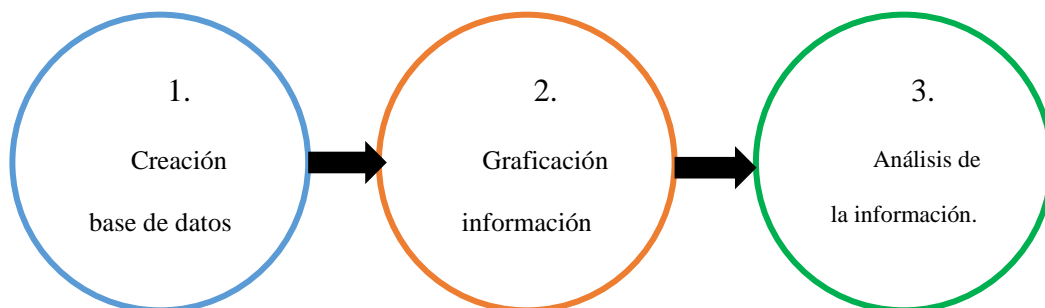 1.
Creación
base de datos
2.
Graficación
información
3.
Análisis de
la información.